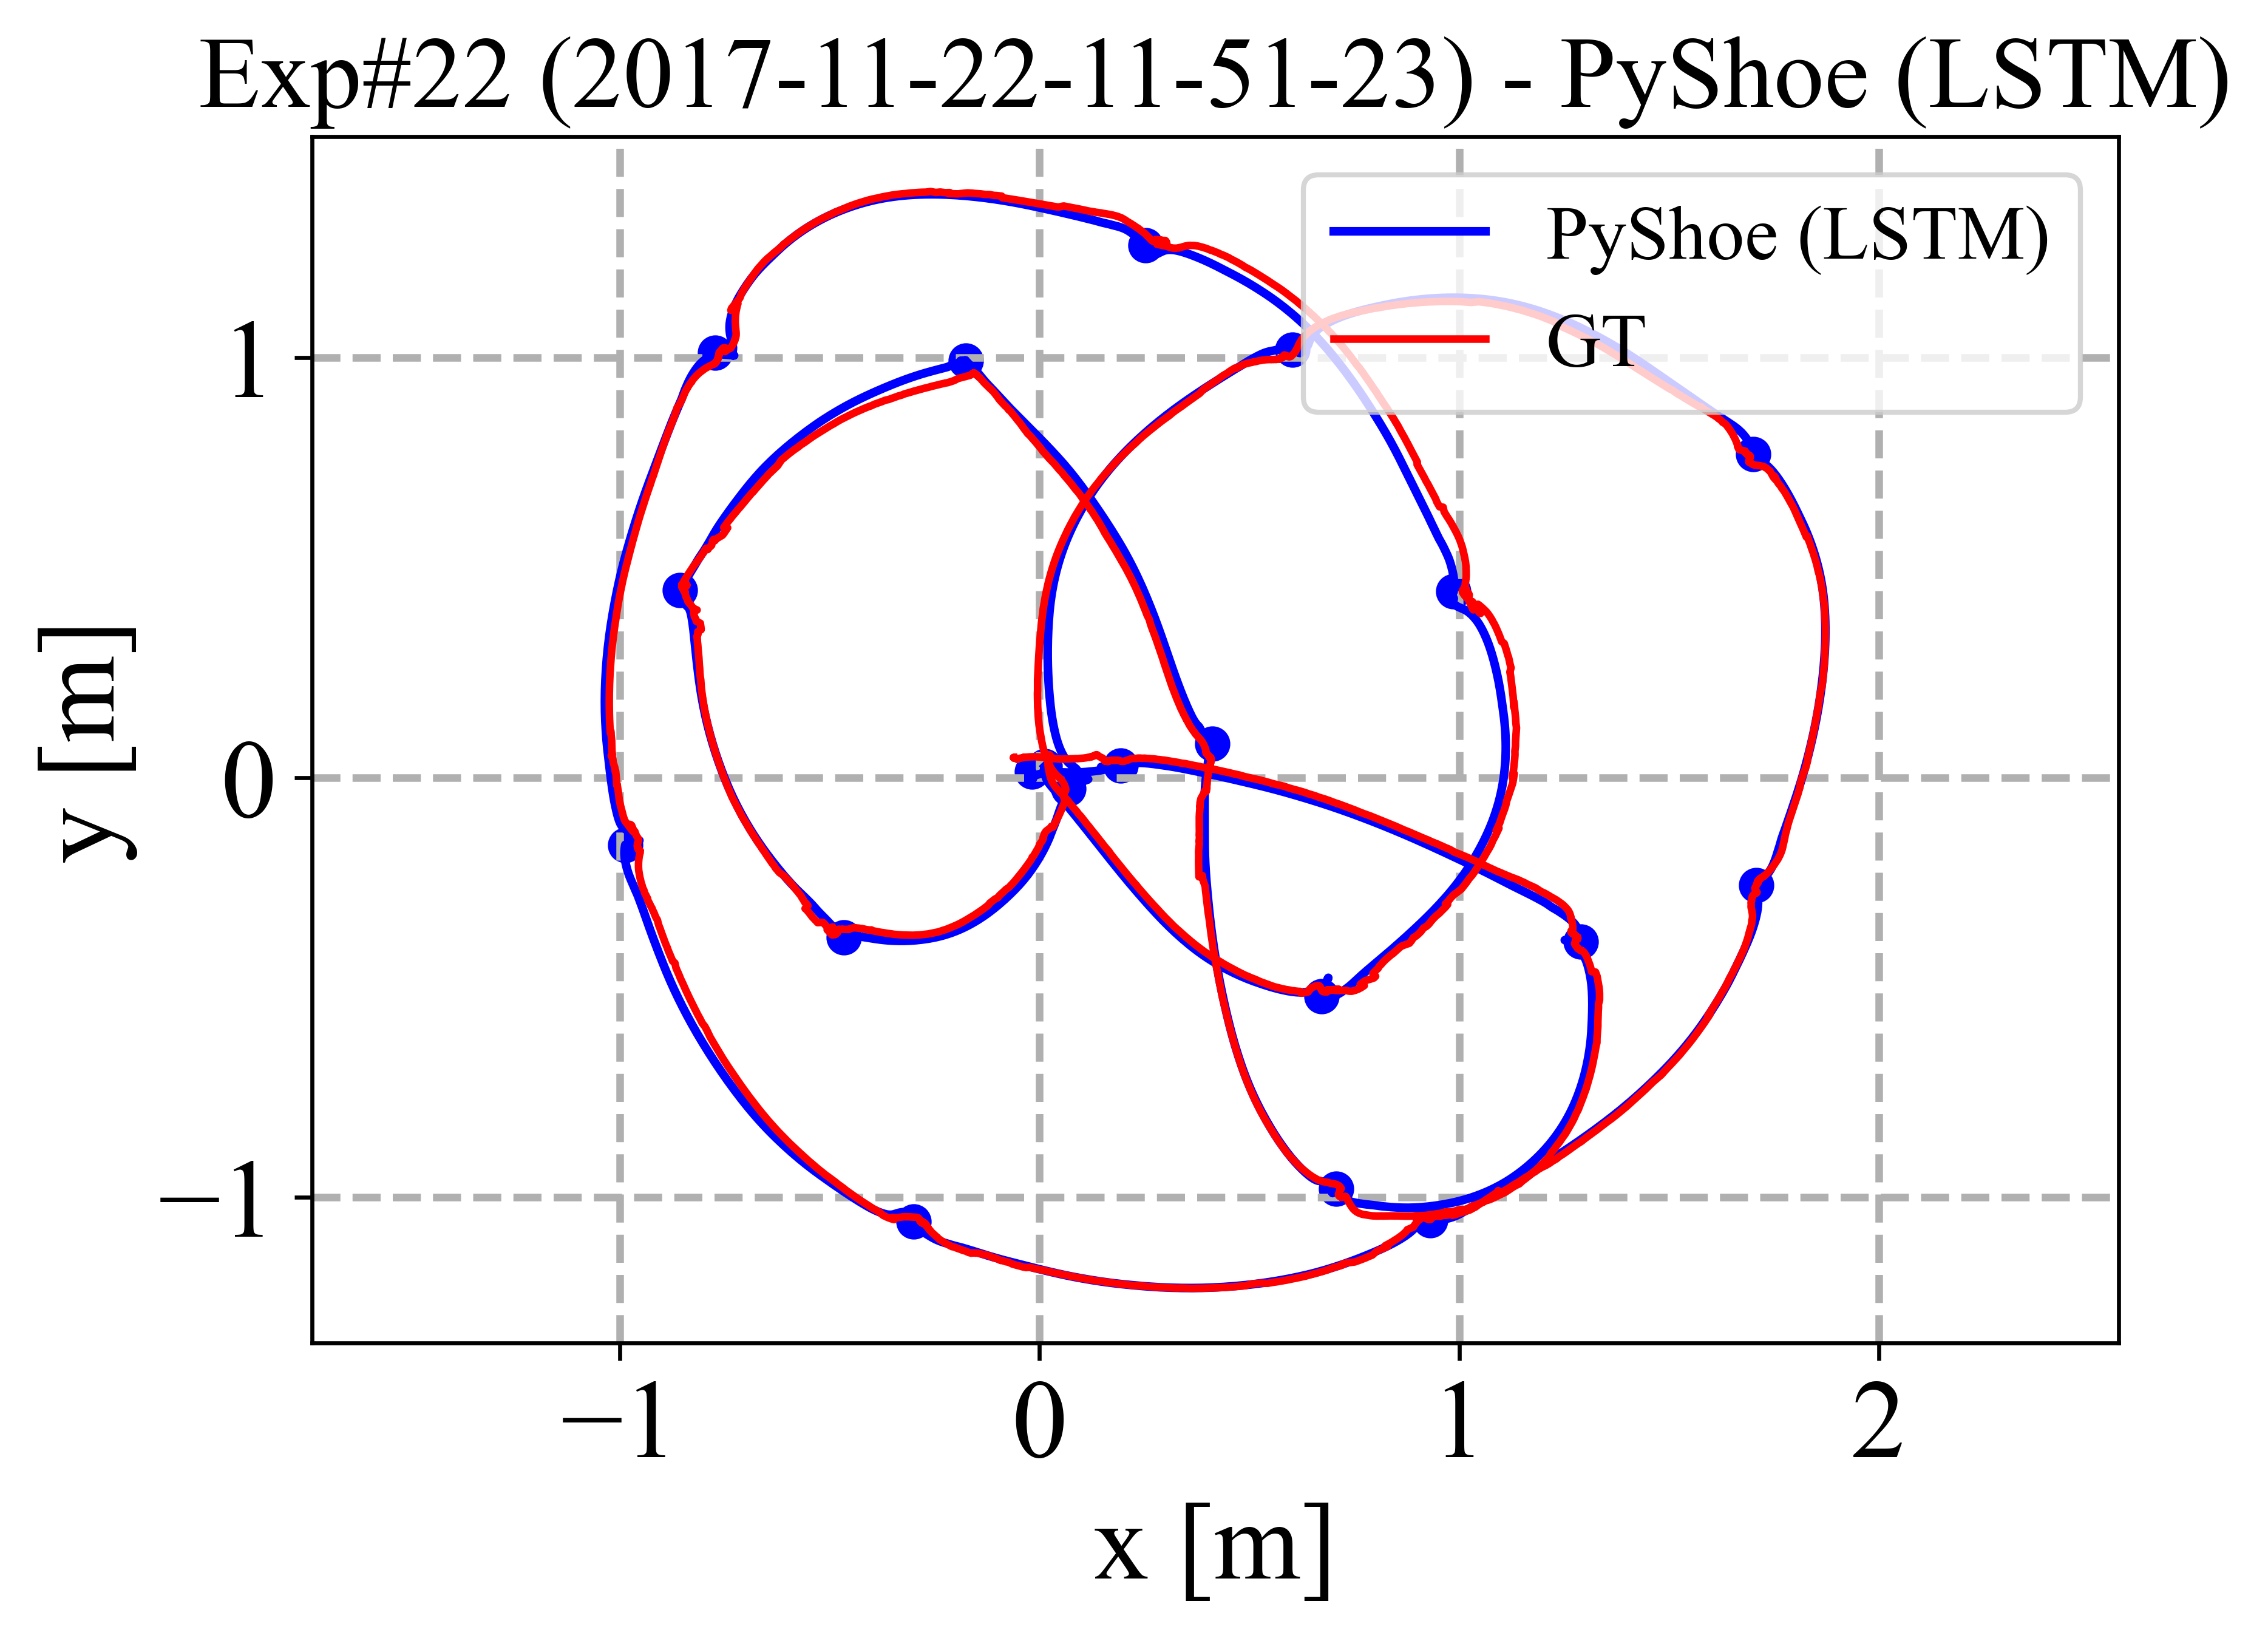 Exp#22 (2017-11-22-11-51-23) - PyShoe (LSTM)
PyShoe (LSTM)
GT
y [m]
1
0
−1
−1 0 1 2
x [m]